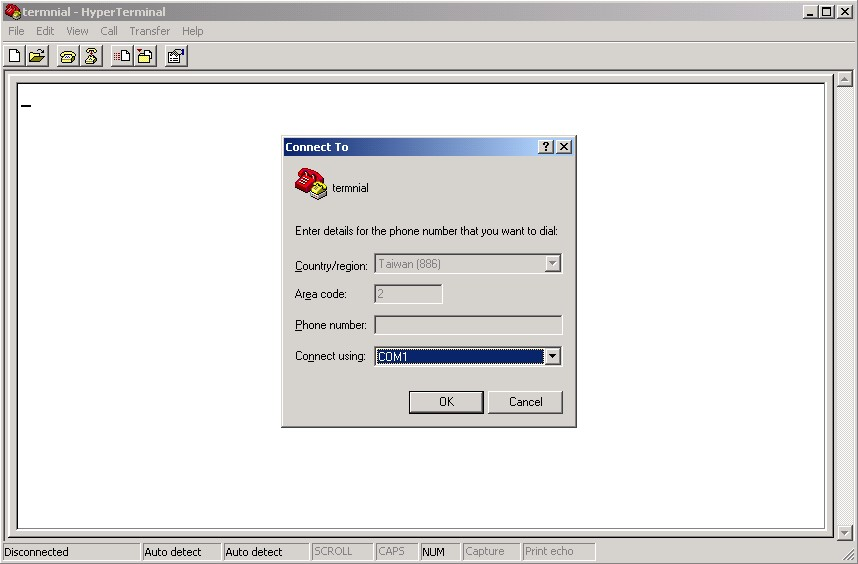 termnial - HyperTerminal
File Edit View Call Transfer Help
Connect To
termnial
Enter details for the phone number that you want to dial:
Country/region: Taiwan (886)
Area code: 2
Phone number:
Connect using: COM1
OK Cancel
Disconnected Auto detect Auto detect SCROLL CAPS NUM Capture Print echo